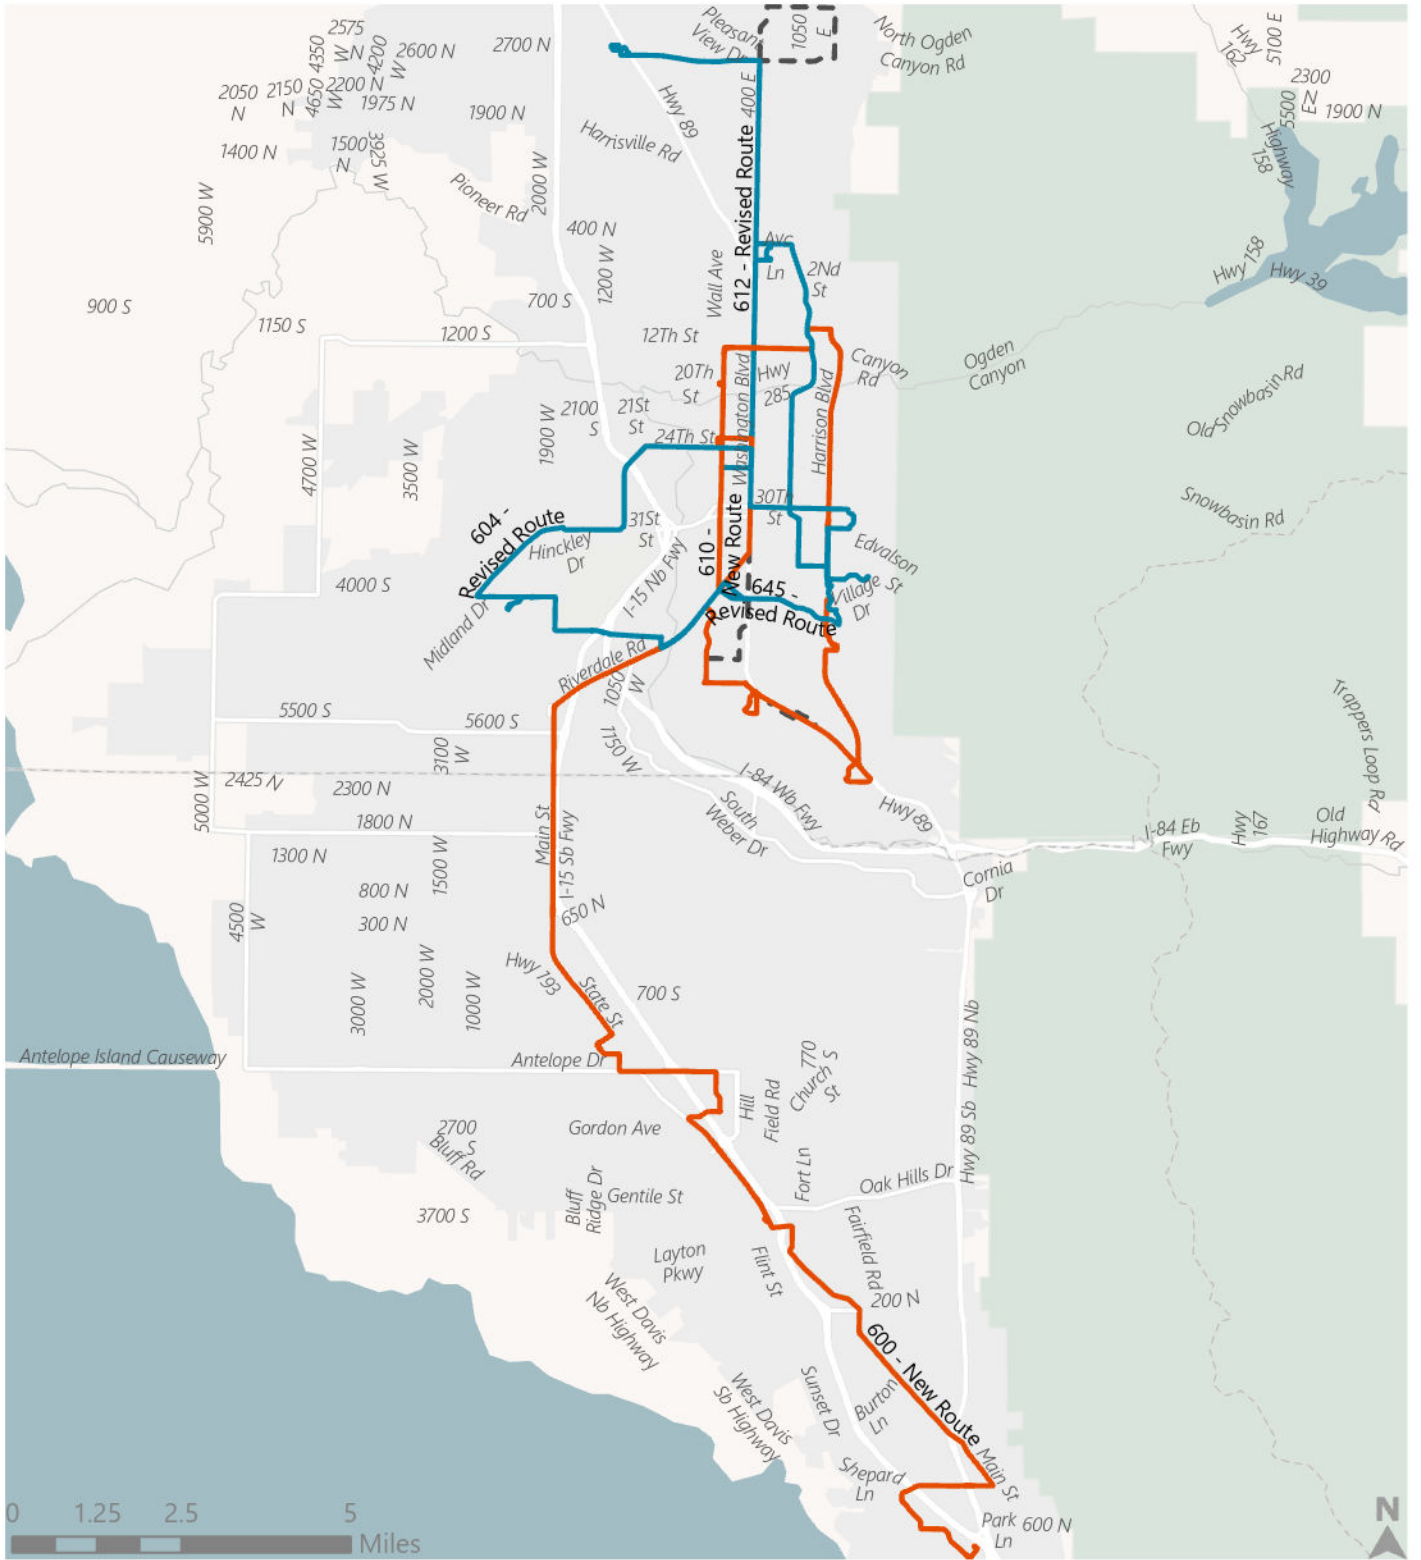 2575
N
4350
W
4200
W
2600 N
2700 N
Pleasant
View Dr
1050
E
North Ogden
Canyon Rd
Hwy
162
5100 E
2050
N
2150
N
4650
W
2200 N
1975 N
1900 N
Hwy 89
400 E
2300
N
5500
E
1900 N
1400 N
1500
N
3925 W
Harrisville Rd
Highway
158
5900 W
Pioneer Rd
2000 W
400 N
1200 W
Wall Ave
612 - Revised Route
Ln
2Nd
St
Hwy 158
Hwy 39
900 S
1150 S
1200 S
700 S
12Th St
20Th
St
Washington Blvd
Hwy
285
Harrison Blvd
Canyon
Rd
Ogden
Canyon
Old Snowbasin Rd
4700 W
3500 W
1900 W
2100
S
21St
St
24Th St
30Th
St
Snowbasin Rd
604 -
Revised Route
Hinckley
Dr
31St
St
I-15 Nb Fwy
610 -
New Route
645 -
Revised Route
Edvalson
St
Village
Dr
4000 S
Midland Dr
Riverdale Rd
1050
W
Trappers Loop Rd
5500 S
5600 S
3100
W
1150 W
I-84 Wb Fwy
5000 W
2425 N
2300 N
1800 N
Main St
I-15 Sb Fwy
South
Weber Dr
Hwy 89
I-84 Eb
Fwy
Hwy
167
Old
Highway Rd
1300 N
1500 W
800 N
300 N
650 N
Cornia
Dr
4500
W
3000 W
2000 W
1000 W
Hwy 193
State St
700 S
Hwy 89 Nb
Antelope Island Causeway
Antelope Dr
770
S
Church
St
Hill
Field Rd
Hwy 89 Sb
2700
S
Bluff Rd
Gordon Ave
Fort Ln
Oak Hills Dr
3700 S
Bluff
Ridge Dr
Gentile St
Fairfield Rd
Layton
Pkwy
Flint St
200 N
West Davis
Nb Highway
600 - New Route
West Davis
Sb Highway
Sunset Dr
Burton
Ln
Main St
Shepard
Ln
Park
Ln
600 N
0 1.25 2.5 5
Miles
N